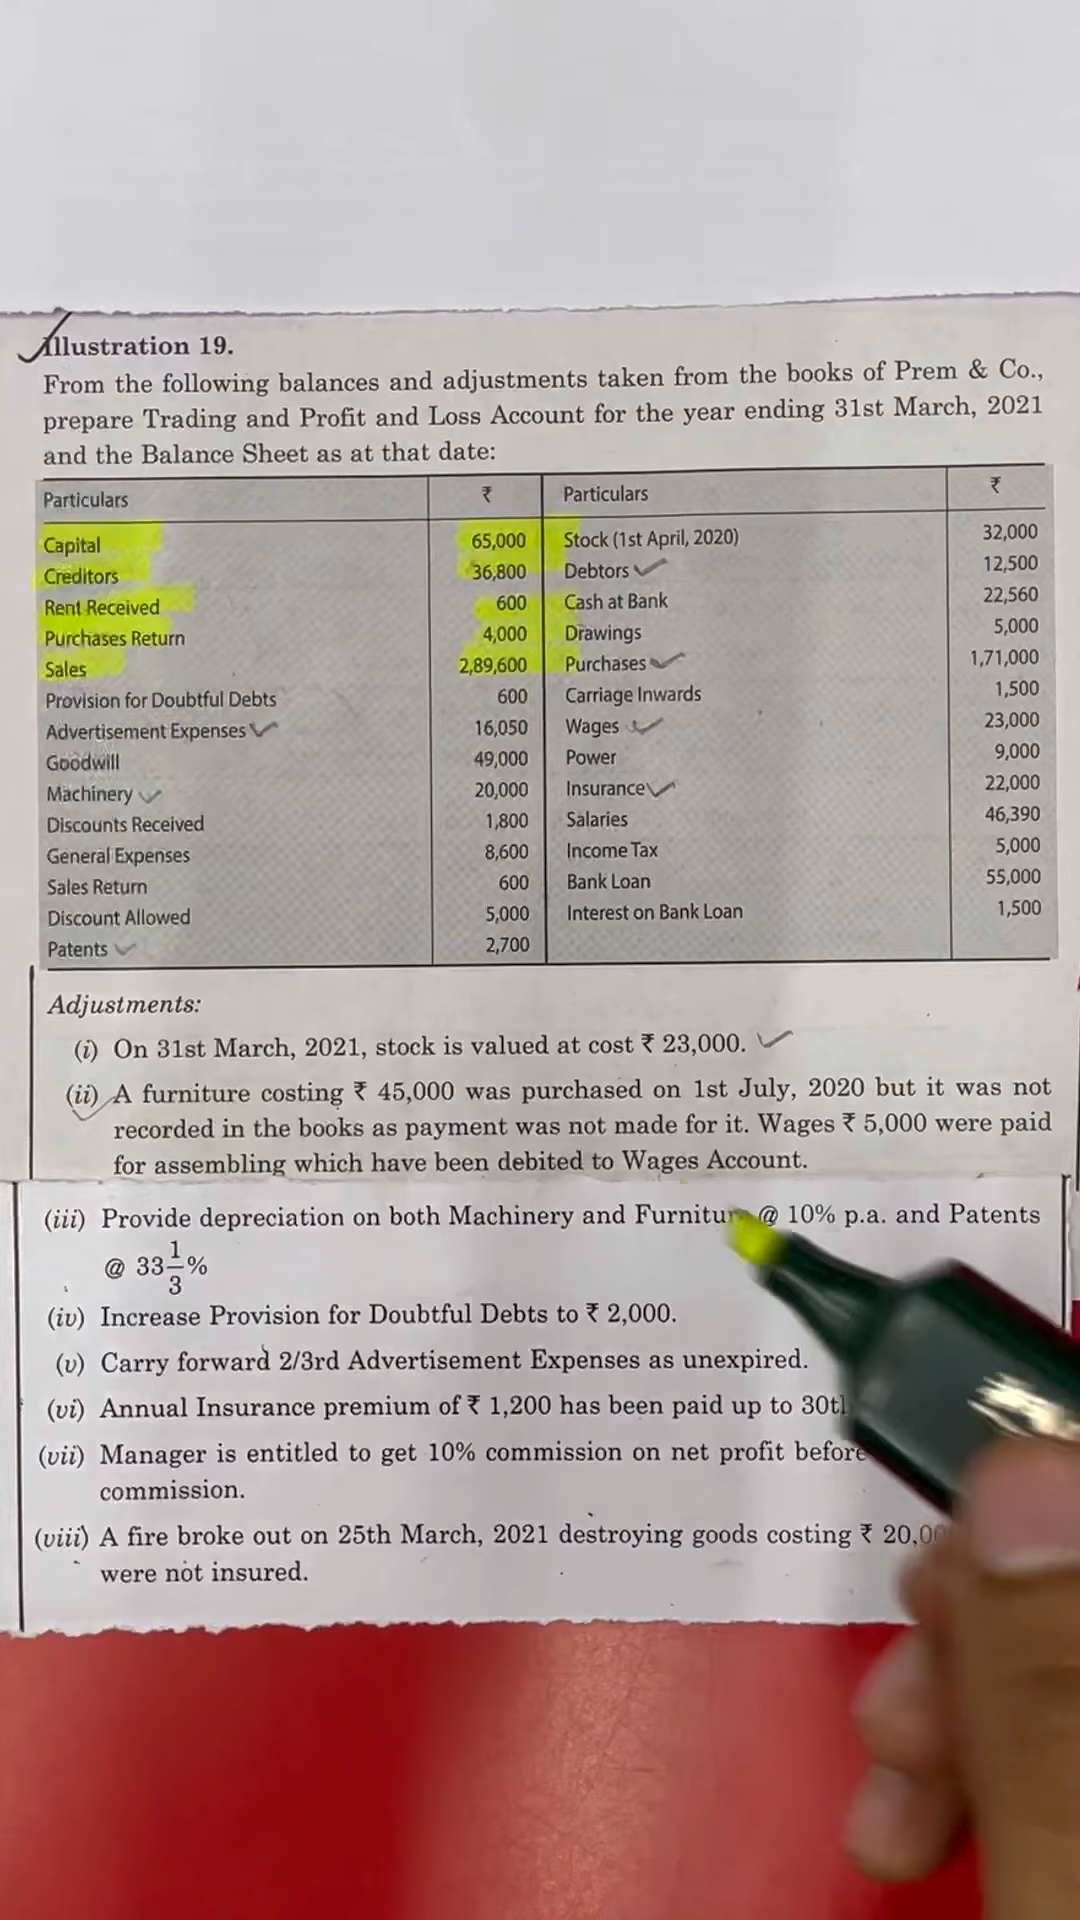 Illustration 19.
From the following balances and adjustments taken from the books of Prem & Co.,
prepare Trading and Profit and Loss Account for the year ending 31st March, 2021
and the Balance Sheet as at that date:
Particulars ₹ Particulars ₹
Capital 65,000 Stock (1st April, 2020) 32,000
Creditors 36,800 Debtors 12,500
Rent Received 600 Cash at Bank 22,560
Purchases Return 4,000 Drawings 5,000
Sales 2,89,600 Purchases 1,71,000
Provision for Doubtful Debts 600 Carriage Inwards 1,500
Advertisement Expenses 16,050 Wages 23,000
Goodwill 49,000 Power 9,000
Machinery 20,000 Insurance 22,000
Discounts Received 1,800 Salaries 46,390
General Expenses 8,600 Income Tax 5,000
Sales Return 600 Bank Loan 55,000
Discount Allowed 5,000 Interest on Bank Loan 1,500
Patents 2,700
Adjustments:
(i) On 31st March, 2021, stock is valued at cost ₹ 23,000.
(ii) A furniture costing ₹ 45,000 was purchased on 1st July, 2020 but it was not
recorded in the books as payment was not made for it. Wages ₹ 5,000 were paid
for assembling which have been debited to Wages Account.
(iii) Provide depreciation on both Machinery and Furniture @ 10% p.a. and Patents
@ 33 1/3%
(iv) Increase Provision for Doubtful Debts to ₹ 2,000.
(v) Carry forward 2/3rd Advertisement Expenses as unexpired.
(vi) Annual Insurance premium of ₹ 1,200 has been paid up to
(vii) Manager is entitled to get 10% commission on net profit before
commission.
(viii) A fire broke out on 25th March, 2021 destroying goods costing ₹
were not insured.